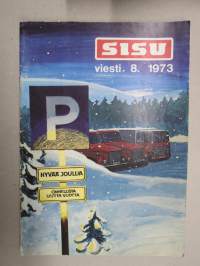 SISU
viesti. 8. 1973
P
HYVÄÄ JOULUA
ONNELLISTA
UUTTA VUOTTA